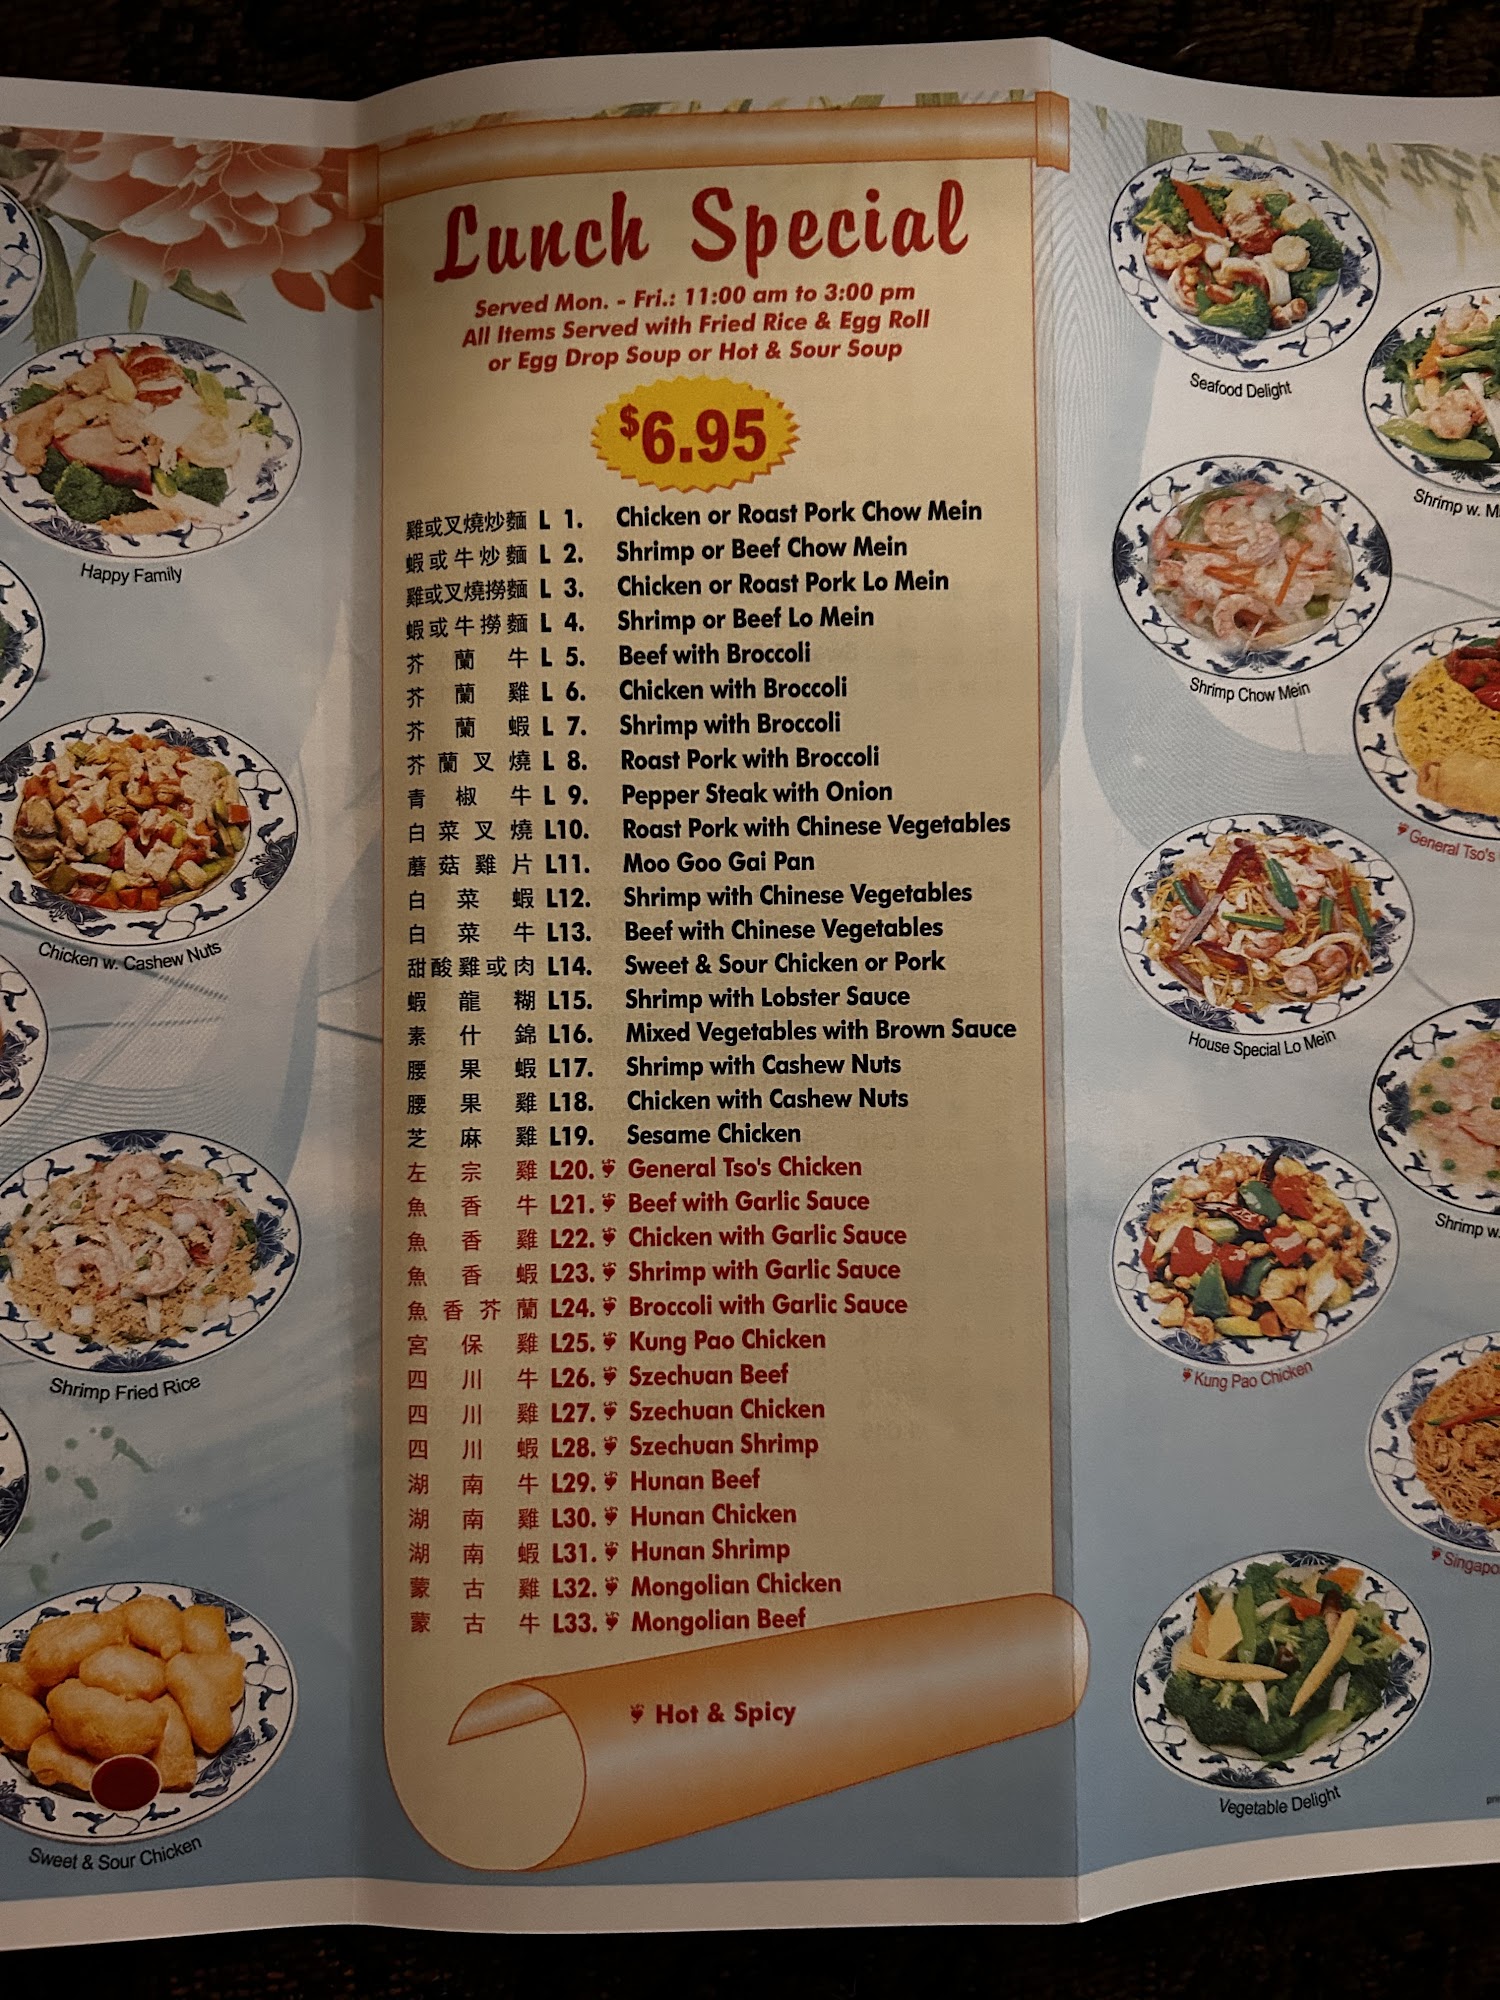 Lunch Special
Served Mon. - Fri.: 11:00 am to 3:00 pm
All Items Served with Fried Rice & Egg Roll
or Egg Drop Soup or Hot & Sour Soup
$6.95
雞或叉燒炒麵 L 1. Chicken or Roast Pork Chow Mein
蝦或牛炒麵 L 2. Shrimp or Beef Chow Mein
雞或叉燒撈麵 L 3. Chicken or Roast Pork Lo Mein
蝦或牛撈麵 L 4. Shrimp or Beef Lo Mein
芥蘭牛 L 5. Beef with Broccoli
芥蘭雞 L 6. Chicken with Broccoli
芥蘭蝦 L 7. Shrimp with Broccoli
芥蘭叉燒 L 8. Roast Pork with Broccoli
青椒牛 L 9. Pepper Steak with Onion
白菜叉燒 L10. Roast Pork with Chinese Vegetables
蘑菇雞片 L11. Moo Goo Gai Pan
白菜蝦 L12. Shrimp with Chinese Vegetables
白菜牛 L13. Beef with Chinese Vegetables
甜酸雞或肉 L14. Sweet & Sour Chicken or Pork
蝦龍糊 L15. Shrimp with Lobster Sauce
素什錦 L16. Mixed Vegetables with Brown Sauce
腰果蝦 L17. Shrimp with Cashew Nuts
腰果雞 L18. Chicken with Cashew Nuts
芝麻雞 L19. Sesame Chicken
左宗雞 L20. General Tso's Chicken
魚香牛 L21. Beef with Garlic Sauce
魚香雞 L22. Chicken with Garlic Sauce
魚香蝦 L23. Shrimp with Garlic Sauce
魚香芥蘭 L24. Broccoli with Garlic Sauce
宮保雞 L25. Kung Pao Chicken
四川牛 L26. Szechuan Beef
四川雞 L27. Szechuan Chicken
四川蝦 L28. Szechuan Shrimp
湖南牛 L29. Hunan Beef
湖南雞 L30. Hunan Chicken
湖南蝦 L31. Hunan Shrimp
蒙古雞 L32. Mongolian Chicken
蒙古牛 L33. Mongolian Beef
Hot & Spicy
Happy Family
Chicken w. Cashew Nuts
Shrimp Fried Rice
Sweet & Sour Chicken
Seafood Delight
Shrimp w.
Shrimp Chow Mein
General Tso's
House Special Lo Mein
Shrimp w.
Kung Pao Chicken
Vegetable Delight